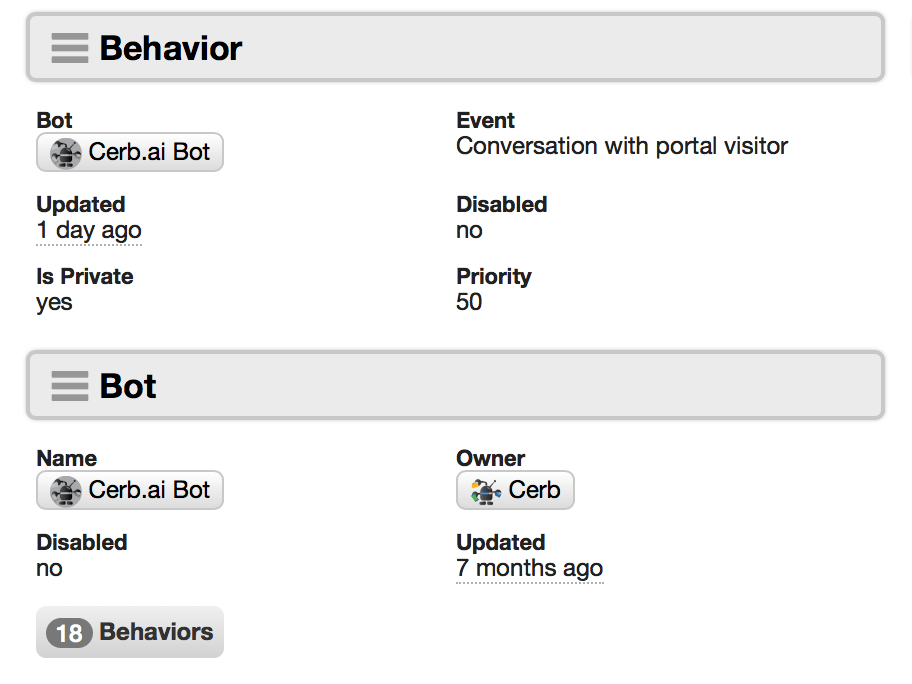 Behavior
Bot
Event
Cerb.ai Bot
Conversation with portal visitor
Updated
Disabled
1 day ago
no
Is Private
Priority
yes
50
Bot
Name
Owner
Cerb.ai Bot
Cerb
Disabled
Updated
no
7 months ago
18 Behaviors